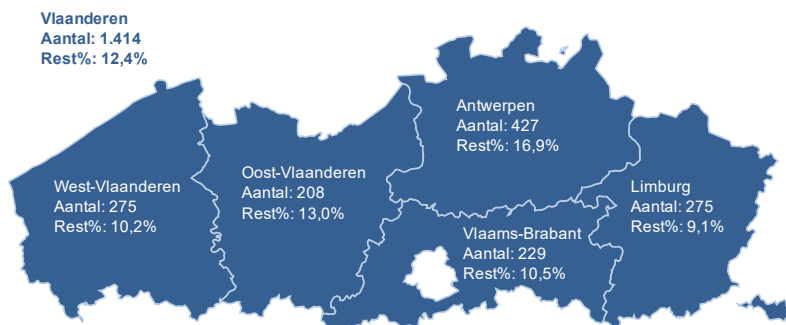 Vlaanderen
Aantal: 1.414
Rest%: 12,4%
Antwerpen
Aantal: 427
Rest%: 16,9%
West-Vlaanderen
Aantal: 275
Rest%: 10,2%
Oost-Vlaanderen
Aantal: 208
Rest%: 13,0%
Limburg
Aantal: 275
Rest%: 9,1%
Vlaams-Brabant
Aantal: 229
Rest%: 10,5%